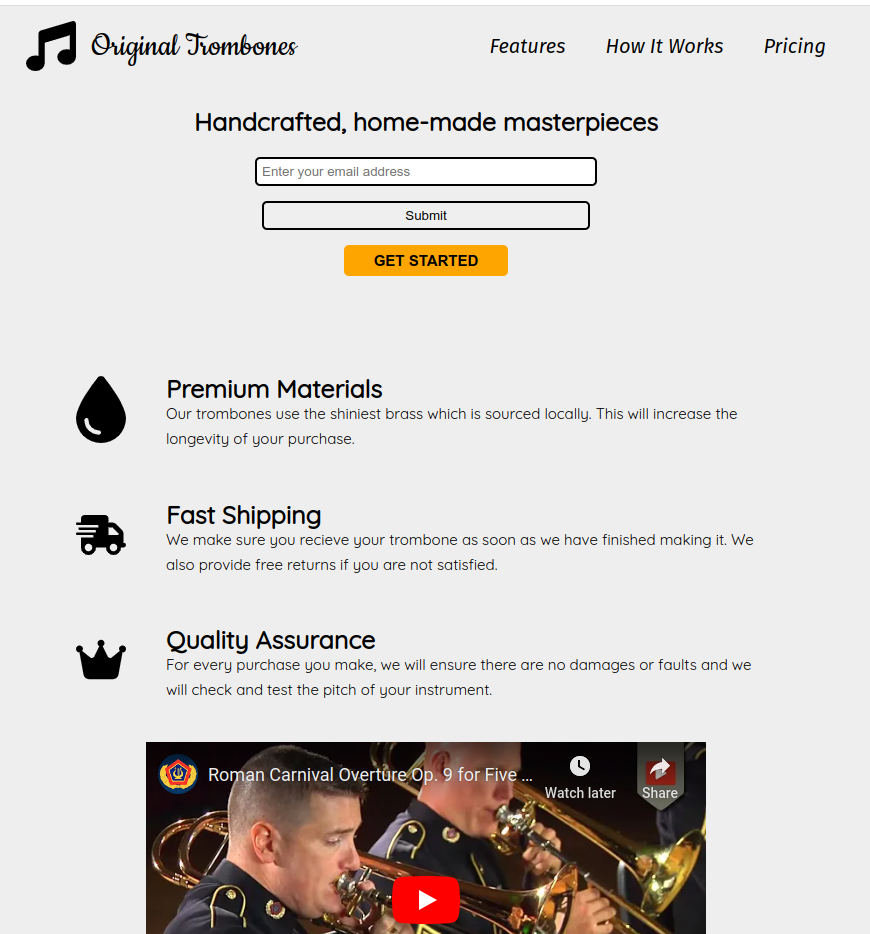 Original Trombones
Features
How It Works
Pricing
Handcrafted, home-made masterpieces
Enter your email address
Submit
GET STARTED
Premium Materials
Our trombones use the shiniest brass which is sourced locally. This will increase the
longevity of your purchase.
Fast Shipping
We make sure you recieve your trombone as soon as we have finished making it. We
also provide free returns if you are not satisfied.
Quality Assurance
For every purchase you make, we will ensure there are no damages or faults and we
will check and test the pitch of your instrument.
Roman Carnival Overture Op. 9 for Five ...
Watch later
Share